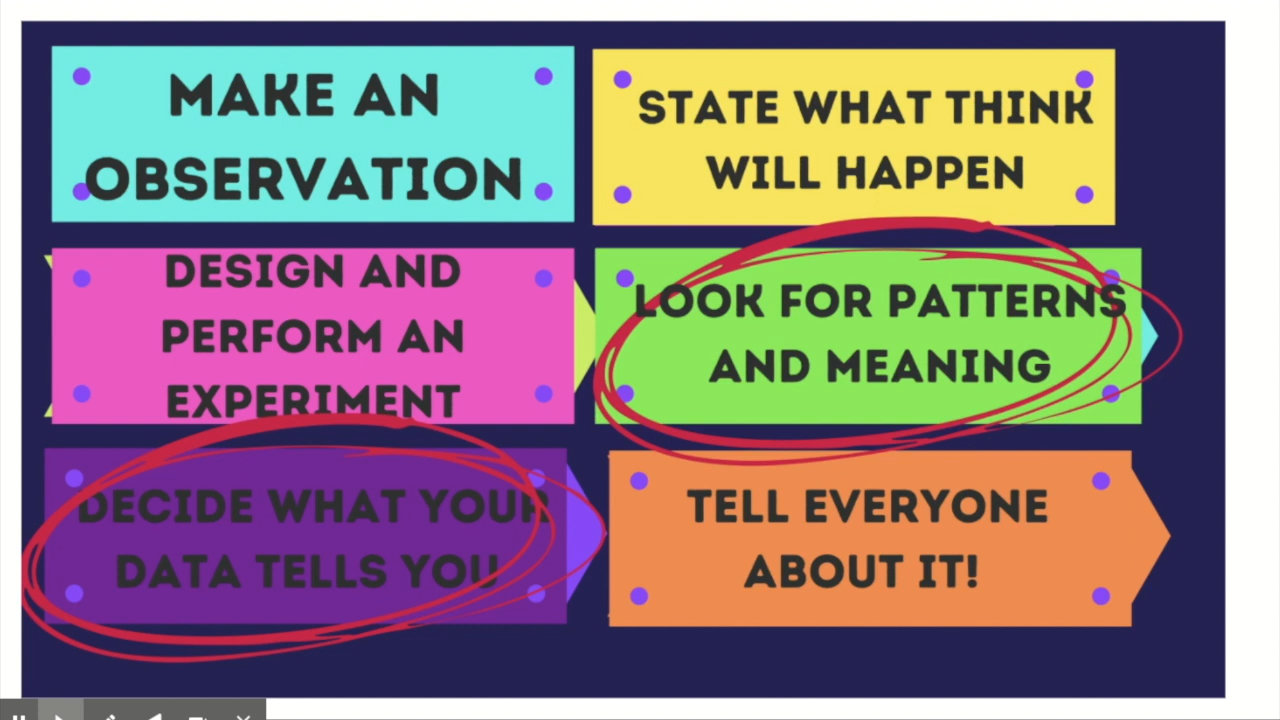 MAKE AN
OBSERVATION
STATE WHAT THINK
WILL HAPPEN
DESIGN AND
PERFORM AN
EXPERIMENT
LOOK FOR PATTERNS
AND MEANING
DECIDE WHAT YOUR
DATA TELLS YOU
TELL EVERYONE
ABOUT IT!